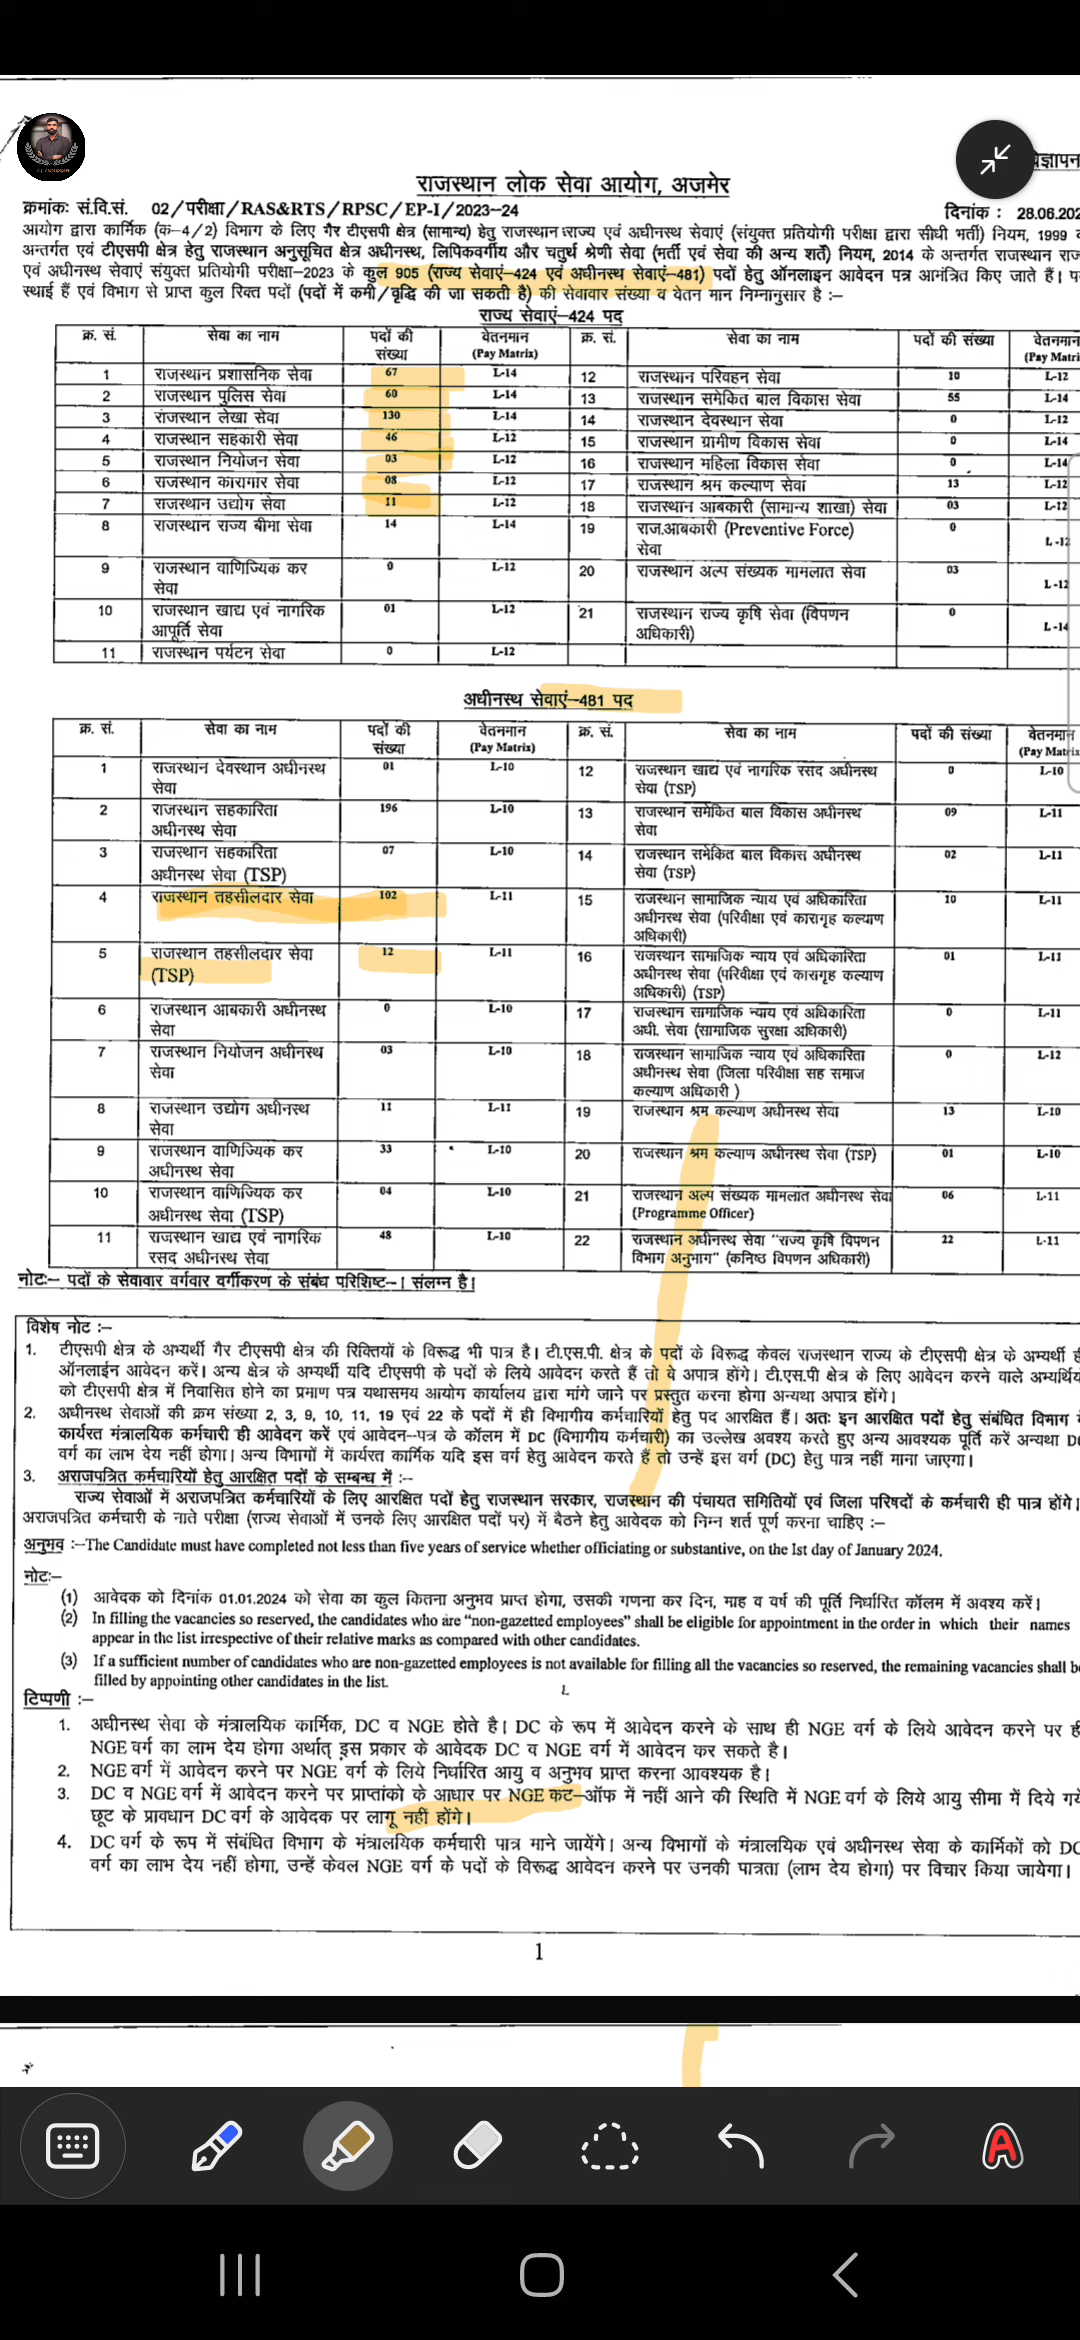 विज्ञापन
राजस्थान लोक सेवा आयोग, अजमेर
क्रमांकः सं.वि.सं. 02/परीक्षा/RAS&RTS/RPSC/EP-I/2023-24 दिनांक : 28.06.202
आयोग द्वारा कार्मिक (क-4/2) विभाग के लिए गैर टीएसपी क्षेत्र (सामान्य) हेतु राजस्थान राज्य एवं अधीनस्थ सेवाएं (संयुक्त प्रतियोगी परीक्षा द्वारा सीधी भर्ती) नियम, 1999
अन्तर्गत एवं टीएसपी क्षेत्र हेतु राजस्थान अनुसूचित क्षेत्र अधीनस्थ, लिपिकवर्गीय और चतुर्थ श्रेणी सेवा (भर्ती एवं सेवा की अन्य शर्तें) नियम, 2014 के अन्तर्गत राजस्थान राज
एवं अधीनस्थ सेवाएं संयुक्त प्रतियोगी परीक्षा-2023 के कुल 905 (राज्य सेवाएं-424 एवं अधीनस्थ सेवाएं-481) पदों हेतु ऑनलाइन आवेदन पत्र आमंत्रित किए जाते हैं। प
स्थाई हैं एवं विभाग से प्राप्त कुल रिक्त पदों (पदों में कमी/वृद्धि की जा सकती है) की सेवावार संख्या व वेतन मान निम्नानुसार है :-
राज्य सेवाएं-424 पद
क्र. सं. सेवा का नाम पदों की संख्या वेतनमान (Pay Matrix) क्र. सं. सेवा का नाम पदों की संख्या वेतनमान (Pay Matri
1 राजस्थान प्रशासनिक सेवा 67 L-14 12 राजस्थान परिवहन सेवा 10 L-12
2 राजस्थान पुलिस सेवा 60 L-14 13 राजस्थान समेकित बाल विकास सेवा 55 L-14
3 राजस्थान लेखा सेवा 130 L-14 14 राजस्थान देवस्थान सेवा 0 L-12
4 राजस्थान सहकारी सेवा 46 L-12 15 राजस्थान ग्रामीण विकास सेवा 0 L-14
5 राजस्थान नियोजन सेवा 03 L-12 16 राजस्थान महिला विकास सेवा 0 L-14
6 राजस्थान कारागार सेवा 08 L-12 17 राजस्थान श्रम कल्याण सेवा 13 L-12
7 राजस्थान उद्योग सेवा 11 L-12 18 राजस्थान आबकारी (सामान्य शाखा) सेवा 03 L-12
8 राजस्थान राज्य बीमा सेवा 14 L-14 19 राज.आबकारी (Preventive Force) सेवा 0 L-12
9 राजस्थान वाणिज्यिक कर सेवा 0 L-12 20 राजस्थान अल्प संख्यक मामलात सेवा 03 L-12
10 राजस्थान खाद्य एवं नागरिक आपूर्ति सेवा 01 L-12 21 राजस्थान राज्य कृषि सेवा (विपणन अधिकारी) 0 L-14
11 राजस्थान पर्यटन सेवा 0 L-12
अधीनस्थ सेवाएं-481 पद
क्र. सं. सेवा का नाम पदों की संख्या वेतनमान (Pay Matrix) क्र. सं. सेवा का नाम पदों की संख्या वेतनमान (Pay Matrix
1 राजस्थान देवस्थान अधीनस्थ सेवा 01 L-10 12 राजस्थान खाद्य एवं नागरिक रसद अधीनस्थ सेवा (TSP) 0 L-10
2 राजस्थान सहकारिता अधीनस्थ सेवा 196 L-10 13 राजस्थान समेकित बाल विकास अधीनस्थ सेवा 09 L-11
3 राजस्थान सहकारिता अधीनस्थ सेवा (TSP) 07 L-10 14 राजस्थान समेकित बाल विकास अधीनस्थ सेवा (TSP) 02 L-11
4 राजस्थान तहसीलदार सेवा 102 L-11 15 राजस्थान सामाजिक न्याय एवं अधिकारिता अधीनस्थ सेवा (परिवीक्षा एवं कारागृह कल्याण अधिकारी) 10 L-11
5 राजस्थान तहसीलदार सेवा (TSP) 12 L-11 16 राजस्थान सामाजिक न्याय एवं अधिकारिता अधीनस्थ सेवा (परिवीक्षा एवं कारागृह कल्याण अधिकारी) (TSP) 01 L-11
6 राजस्थान आबकारी अधीनस्थ सेवा 0 L-10 17 राजस्थान सामाजिक न्याय एवं अधिकारिता अधी. सेवा (सामाजिक सुरक्षा अधिकारी) 0 L-11
7 राजस्थान नियोजन अधीनस्थ सेवा 03 L-10 18 राजस्थान सामाजिक न्याय एवं अधिकारिता अधीनस्थ सेवा (जिला परिवीक्षा सह समाज कल्याण अधिकारी ) 0 L-12
8 राजस्थान उद्योग अधीनस्थ सेवा 11 L-11 19 राजस्थान श्रम कल्याण अधीनस्थ सेवा 13 L-10
9 राजस्थान वाणिज्यिक कर अधीनस्थ सेवा 33 L-10 20 राजस्थान श्रम कल्याण अधीनस्थ सेवा (TSP) 01 L-10
10 राजस्थान वाणिज्यिक कर अधीनस्थ सेवा (TSP) 04 L-10 21 राजस्थान अल्प संख्यक मामलात अधीनस्थ सेवा (Programme Officer) 06 L-11
11 राजस्थान खाद्य एवं नागरिक रसद अधीनस्थ सेवा 48 L-10 22 राजस्थान अधीनस्थ सेवा "राज्य कृषि विपणन विभाग अनुभाग" (कनिष्ठ विपणन अधिकारी) 22 L-11
नोटः- पदों के सेवावार वर्गवार वर्गीकरण के संबंध परिशिष्ट-I संलग्न है।
विशेष नोट :-
1. टीएसपी क्षेत्र के अभ्यर्थी गैर टीएसपी क्षेत्र की रिक्तियों के विरूद्ध भी पात्र है। टी.एस.पी. क्षेत्र के पदों के विरूद्ध केवल राजस्थान राज्य के टीएसपी क्षेत्र के अभ्यर्थी ही
ऑनलाईन आवेदन करें। अन्य क्षेत्र के अभ्यर्थी यदि टीएसपी के पदों के लिये आवेदन करते हैं तो वे अपात्र होंगे। टी.एस.पी क्षेत्र के लिए आवेदन करने वाले अभ्यर्थिय
को टीएसपी क्षेत्र में निवासित होने का प्रमाण पत्र यथासमय आयोग कार्यालय द्वारा मांगे जाने पर प्रस्तुत करना होगा अन्यथा अपात्र होंगे।
2. अधीनस्थ सेवाओं की क्रम संख्या 2, 3, 9, 10, 11, 19 एवं 22 के पदों में ही विभागीय कर्मचारियों हेतु पद आरक्षित हैं। अतः इन आरक्षित पदों हेतु संबंधित विभाग
कार्यरत मंत्रालयिक कर्मचारी ही आवेदन करें एवं आवेदन-पत्र के कॉलम में DC (विभागीय कर्मचारी) का उल्लेख अवश्य करते हुए अन्य आवश्यक पूर्ति करें अन्यथा DC
वर्ग का लाभ देय नहीं होगा। अन्य विभागों में कार्यरत कार्मिक यदि इस वर्ग हेतु आवेदन करते हैं तो उन्हें इस वर्ग (DC) हेतु पात्र नहीं माना जाएगा।
3. अराजपत्रित कर्मचारियों हेतु आरक्षित पदों के सम्बन्ध में :-
राज्य सेवाओं में अराजपत्रित कर्मचारियों के लिए आरक्षित पदों हेतु राजस्थान सरकार, राजस्थान की पंचायत समितियों एवं जिला परिषदों के कर्मचारी ही पात्र होंगे।
अराजपत्रित कर्मचारी के नाते परीक्षा (राज्य सेवाओं में उनके लिए आरक्षित पदों पर) में बैठने हेतु आवेदक को निम्न शर्त पूर्ण करना चाहिए :-
अनुभव :-The Candidate must have completed not less than five years of service whether officiating or substantive, on the Ist day of January 2024.
नोटः-
(1) आवेदक को दिनांक 01.01.2024 को सेवा का कुल कितना अनुभव प्राप्त होगा, उसकी गणना कर दिन, माह व वर्ष की पूर्ति निर्धारित कॉलम में अवश्य करें।
(2) In filling the vacancies so reserved, the candidates who are "non-gazetted employees" shall be eligible for appointment in the order in which their names
appear in the list irrespective of their relative marks as compared with other candidates.
(3) If a sufficient number of candidates who are non-gazetted employees is not available for filling all the vacancies so reserved, the remaining vacancies shall be
filled by appointing other candidates in the list.
टिप्पणी :-
1. अधीनस्थ सेवा के मंत्रालयिक कार्मिक, DC व NGE होते है। DC के रूप में आवेदन करने के साथ ही NGE वर्ग के लिये आवेदन करने पर ही
NGE वर्ग का लाभ देय होगा अर्थात् इस प्रकार के आवेदक DC व NGE वर्ग में आवेदन कर सकते है।
2. NGE वर्ग में आवेदन करने पर NGE वर्ग के लिये निर्धारित आयु व अनुभव प्राप्त करना आवश्यक है।
3. DC व NGE वर्ग में आवेदन करने पर प्राप्तांको के आधार पर NGE कट-ऑफ में नहीं आने की स्थिति में NGE वर्ग के लिये आयु सीमा में दिये गये
छूट के प्रावधान DC वर्ग के आवेदक पर लागू नहीं होंगे।
4. DC वर्ग के रूप में संबंधित विभाग के मंत्रालयिक कर्मचारी पात्र माने जायेंगे। अन्य विभागों के मंत्रालयिक एवं अधीनस्थ सेवा के कार्मिकों को DC
वर्ग का लाभ देय नहीं होगा, उन्हें केवल NGE वर्ग के पदों के विरूद्ध आवेदन करने पर उनकी पात्रता (लाभ देय होगा) पर विचार किया जायेगा।
1
A